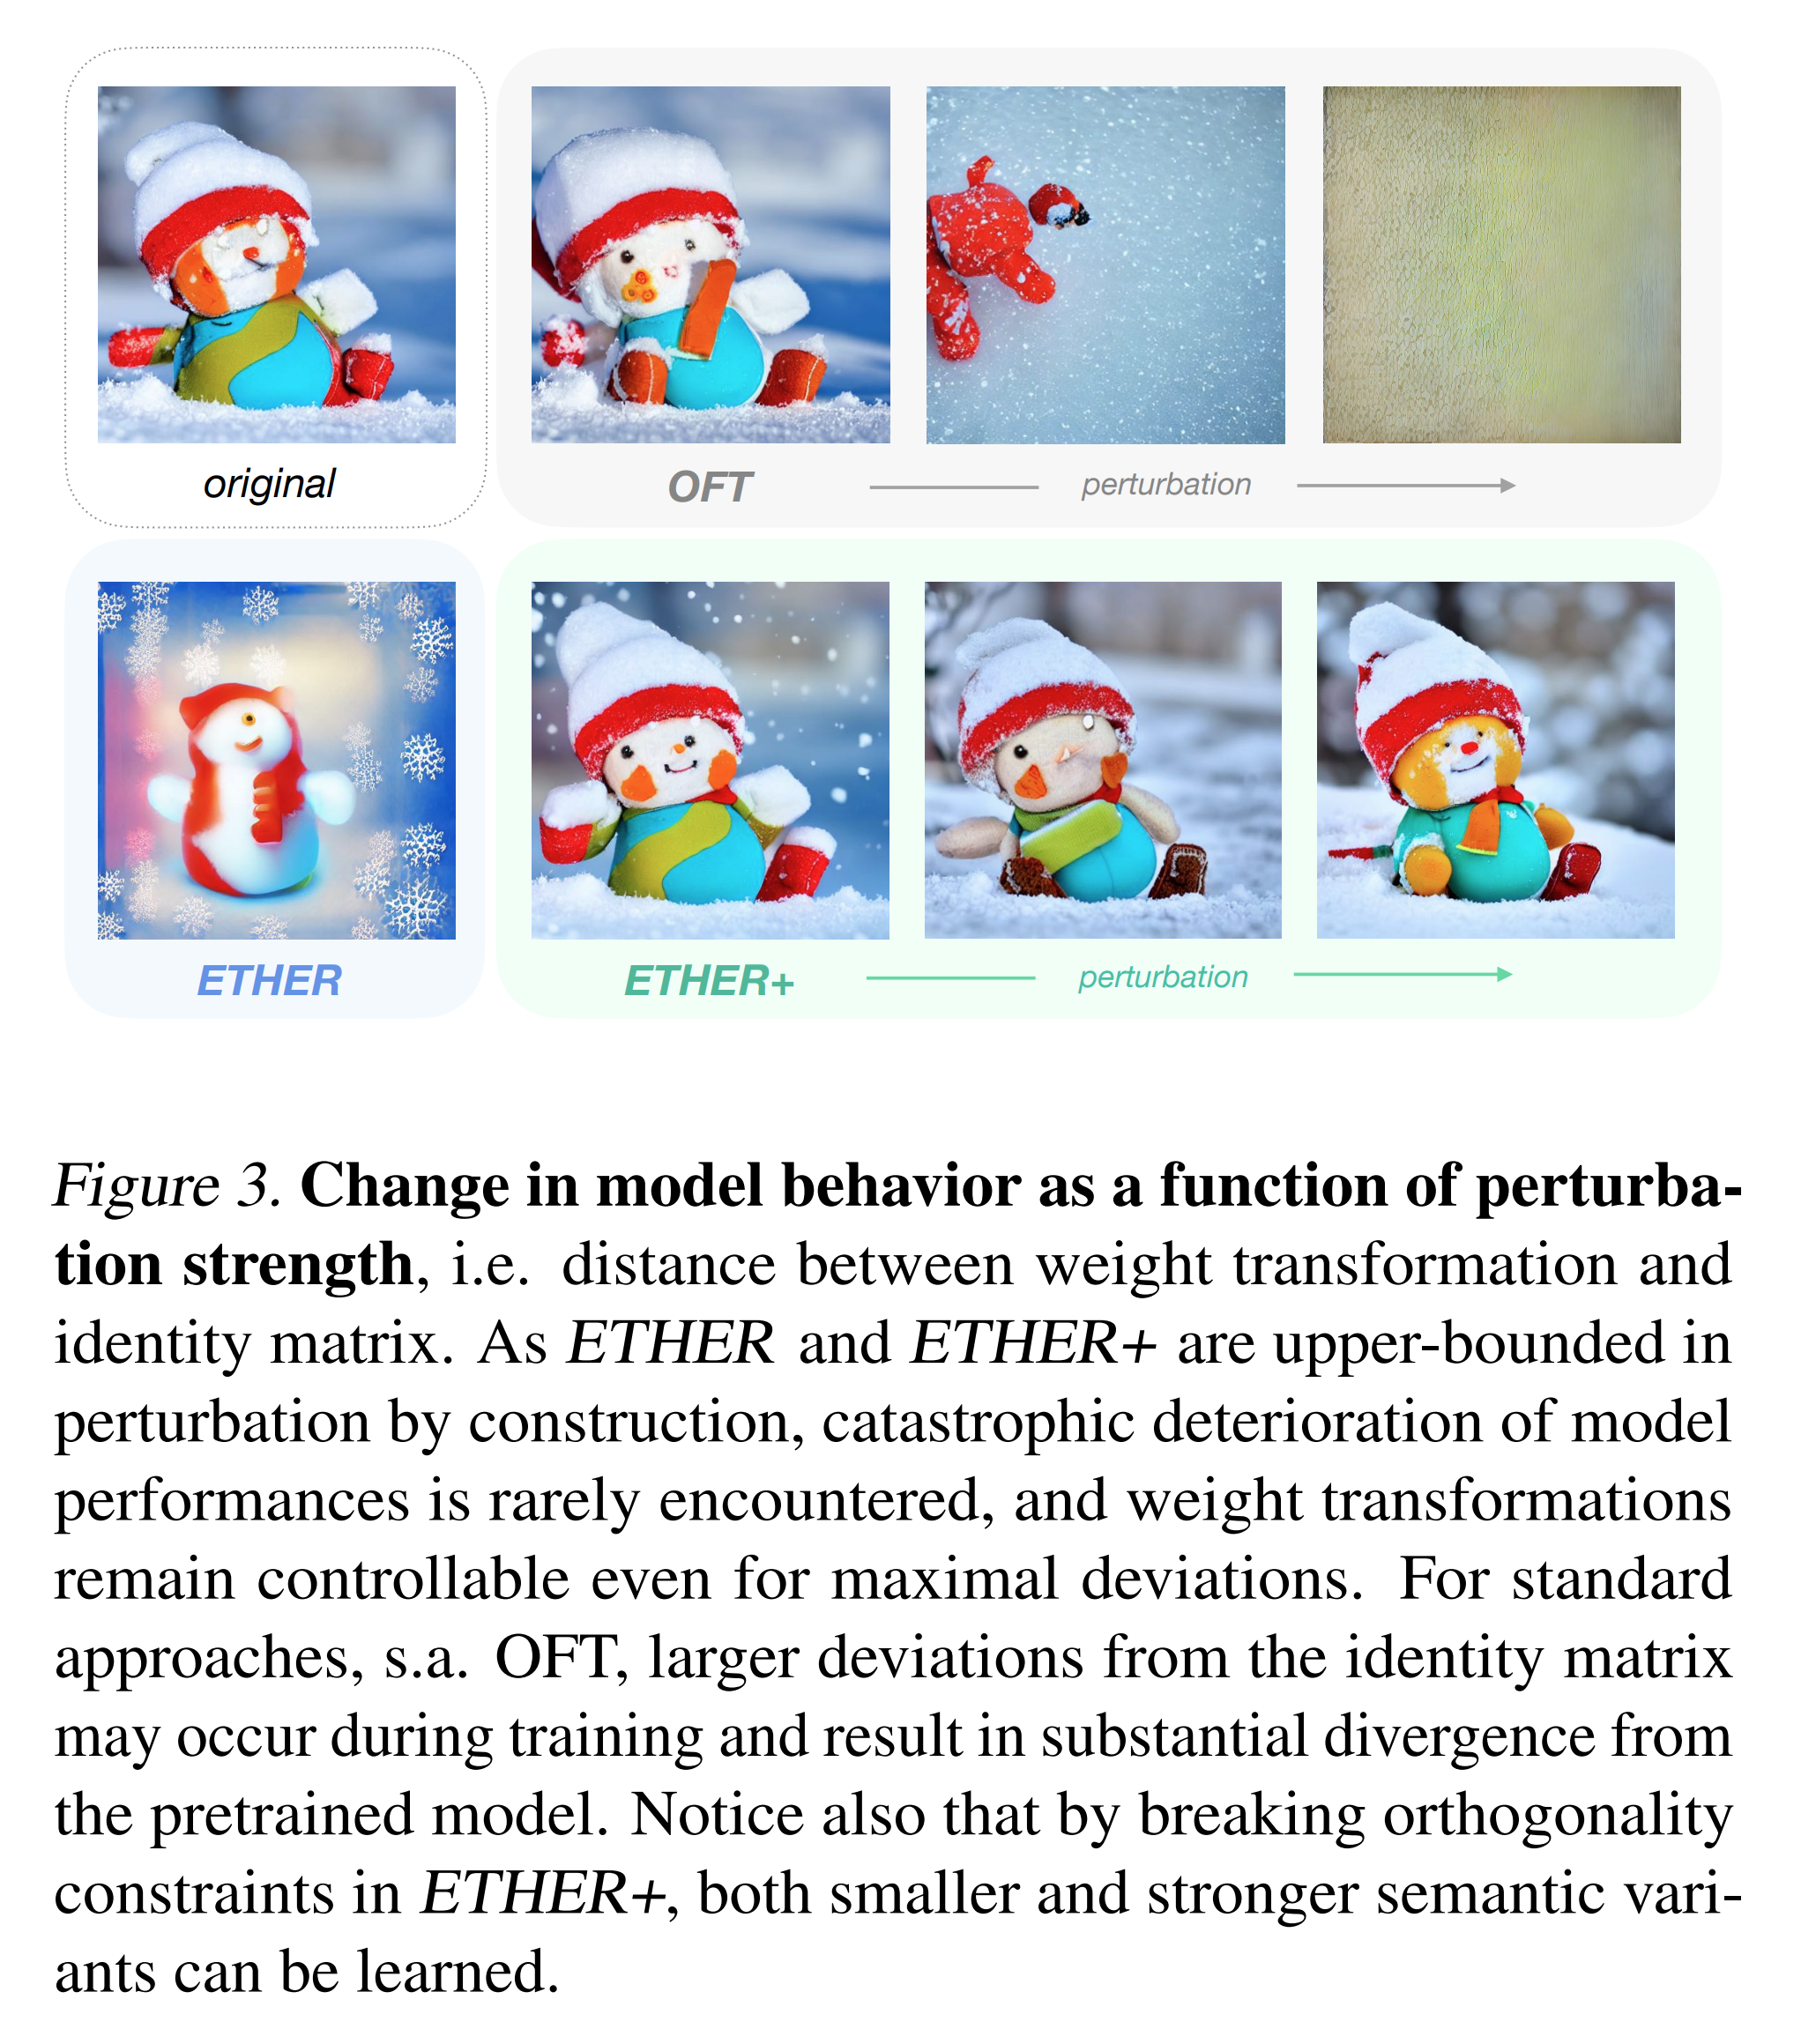 original
OFT perturbation
ETHER
ETHER+ perturbation
Figure 3. Change in model behavior as a function of perturba-
tion strength, i.e. distance between weight transformation and
identity matrix. As ETHER and ETHER+ are upper-bounded in
perturbation by construction, catastrophic deterioration of model
performances is rarely encountered, and weight transformations
remain controllable even for maximal deviations. For standard
approaches, s.a. OFT, larger deviations from the identity matrix
may occur during training and result in substantial divergence from
the pretrained model. Notice also that by breaking orthogonality
constraints in ETHER+, both smaller and stronger semantic vari-
ants can be learned.